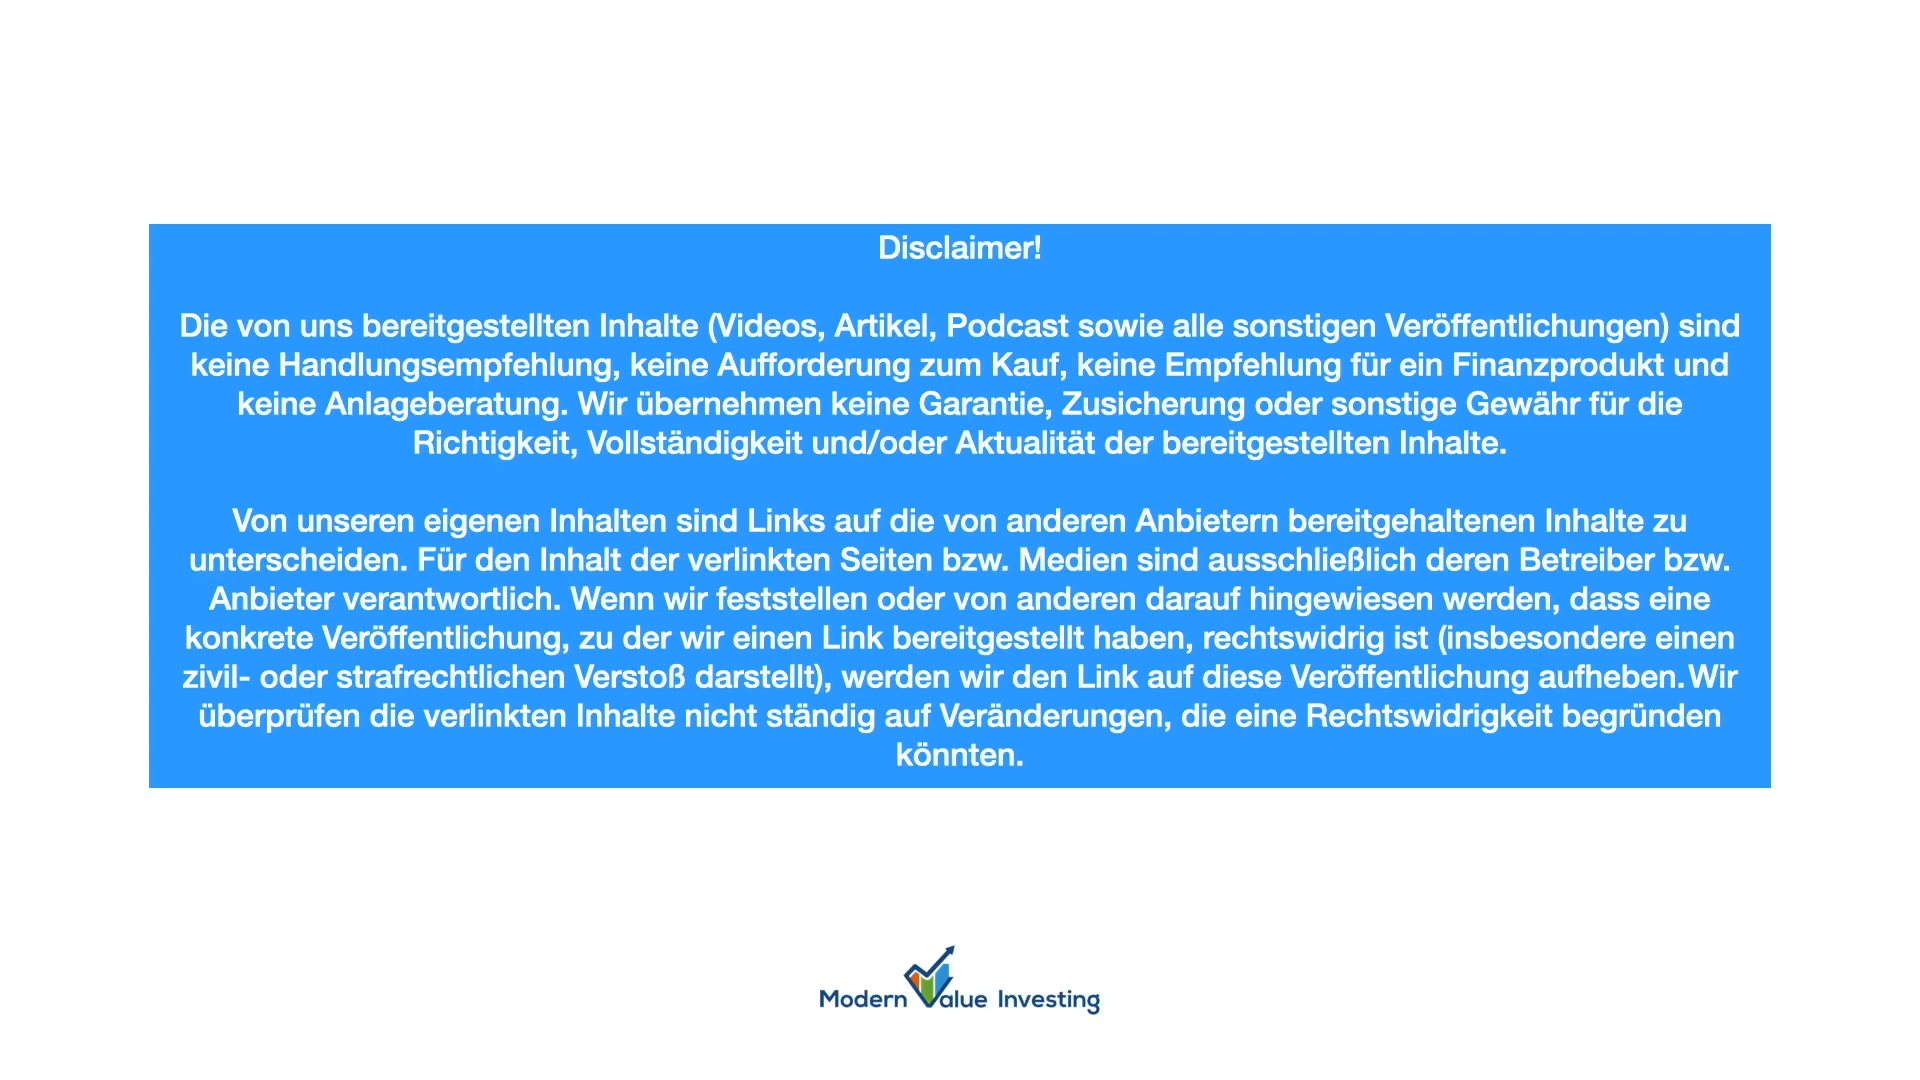 Disclaimer!
Die von uns bereitgestellten Inhalte (Videos, Artikel, Podcast sowie alle sonstigen Veröffentlichungen) sind
keine Handlungsempfehlung, keine Aufforderung zum Kauf, keine Empfehlung für ein Finanzprodukt und
keine Anlageberatung. Wir übernehmen keine Garantie, Zusicherung oder sonstige Gewähr für die
Richtigkeit, Vollständigkeit und/oder Aktualität der bereitgestellten Inhalte.
Von unseren eigenen Inhalten sind Links auf die von anderen Anbietern bereitgehaltenen Inhalte zu
unterscheiden. Für den Inhalt der verlinkten Seiten bzw. Medien sind ausschließlich deren Betreiber bzw.
Anbieter verantwortlich. Wenn wir feststellen oder von anderen darauf hingewiesen werden, dass eine
konkrete Veröffentlichung, zu der wir einen Link bereitgestellt haben, rechtswidrig ist (insbesondere einen
zivil- oder strafrechtlichen Verstoß darstellt), werden wir den Link auf diese Veröffentlichung aufheben. Wir
überprüfen die verlinkten Inhalte nicht ständig auf Veränderungen, die eine Rechtswidrigkeit begründen
könnten.
Modern Value Investing